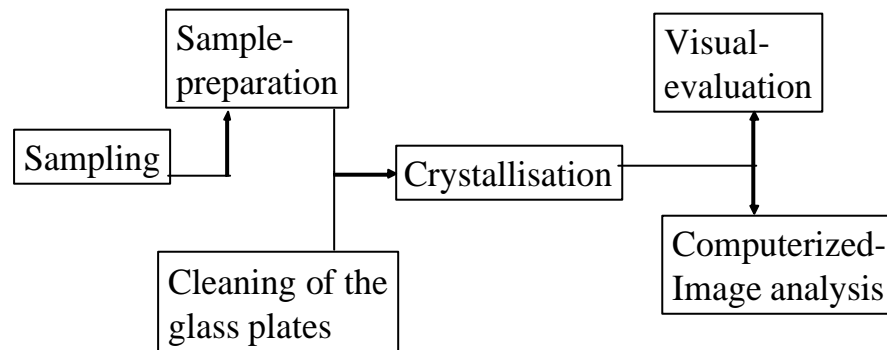 Sample-
preparation
Visual-
evaluation
Sampling
Crystallisation
Cleaning of the
glass plates
Computerized-
Image analysis